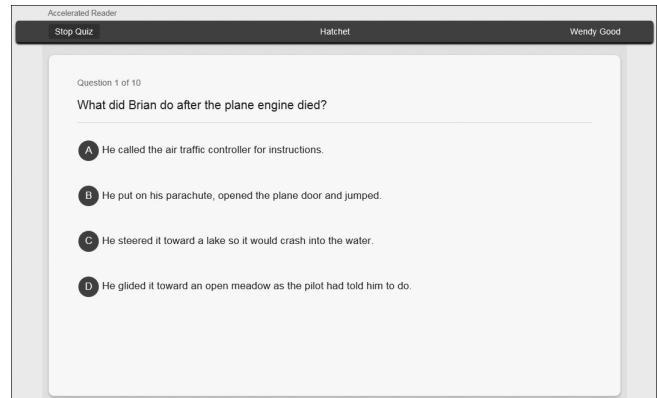 Accelerated Reader
Stop Quiz Hatchet Wendy Good
Question 1 of 10
What did Brian do after the plane engine died?
A He called the air traffic controller for instructions.
B He put on his parachute, opened the plane door and jumped.
C He steered it toward a lake so it would crash into the water.
D He glided it toward an open meadow as the pilot had told him to do.